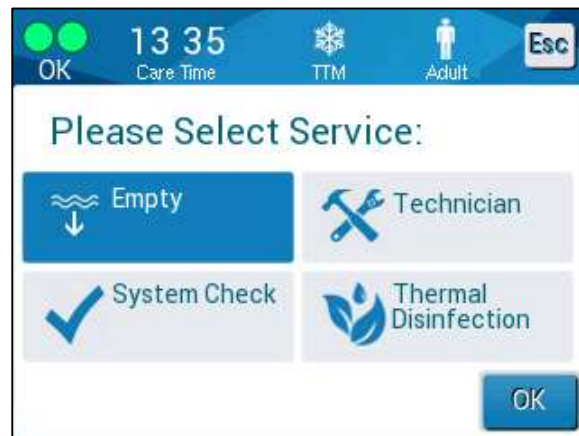 13 35
Esc
OK
Care Time
TTM
Adult
Please Select Service:
Empty
Technician
System Check
Thermal
Disinfection
OK